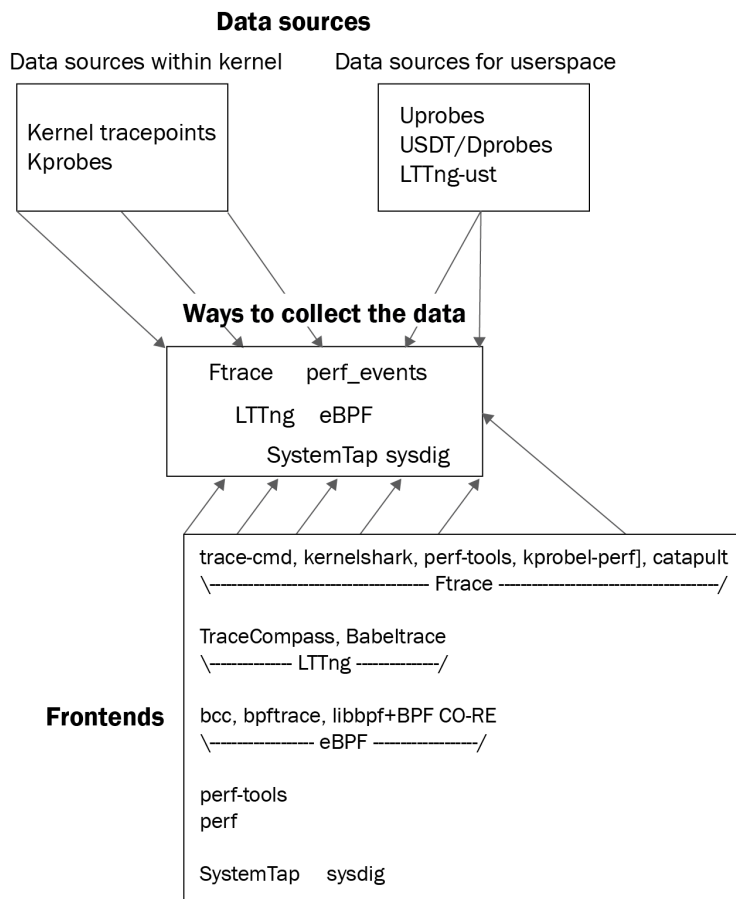 Data sources
Data sources within kernel
Data sources for userspace
Kernel tracepoints
Kprobes
Uprobes
USDT/Dprobes
LTTng-ust
Ways to collect the data
Ftrace perf_events
LTTng eBPF
SystemTap sysdig
Frontends
trace-cmd, kernelshark, perf-tools, kprobel-perf], catapult
\---------------------------------------- Ftrace ----------------------------------------/
TraceCompass, Babeltrace
\--------------- LTTng ---------------/
bcc, bpftrace, libbpf+BPF CO-RE
\------------------- eBPF -------------------/
perf-tools
perf
SystemTap sysdig